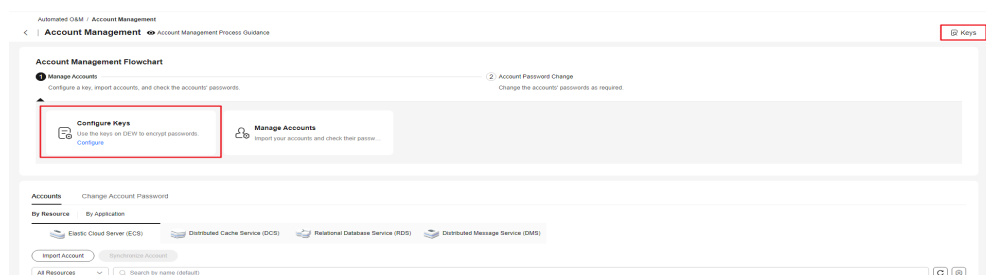 Automated O&M / Account Management
< | Account Management Account Management Process Guidance
Keys
Account Management Flowchart
1 Manage Accounts
Configure a key, import accounts, and check the accounts' passwords.
2 Account Password Change
Change the accounts' passwords as required.
Configure Keys
Use the keys on DEW to encrypt passwords.
Configure
Manage Accounts
Import your accounts and check their passw...
Accounts Change Account Password
By Resource By Application
Elastic Cloud Server (ECS) Distributed Cache Service (DCS) Relational Database Service (RDS) Distributed Message Service (DMS)
Import Account Synchronize Account
All Resources Search by name (default)